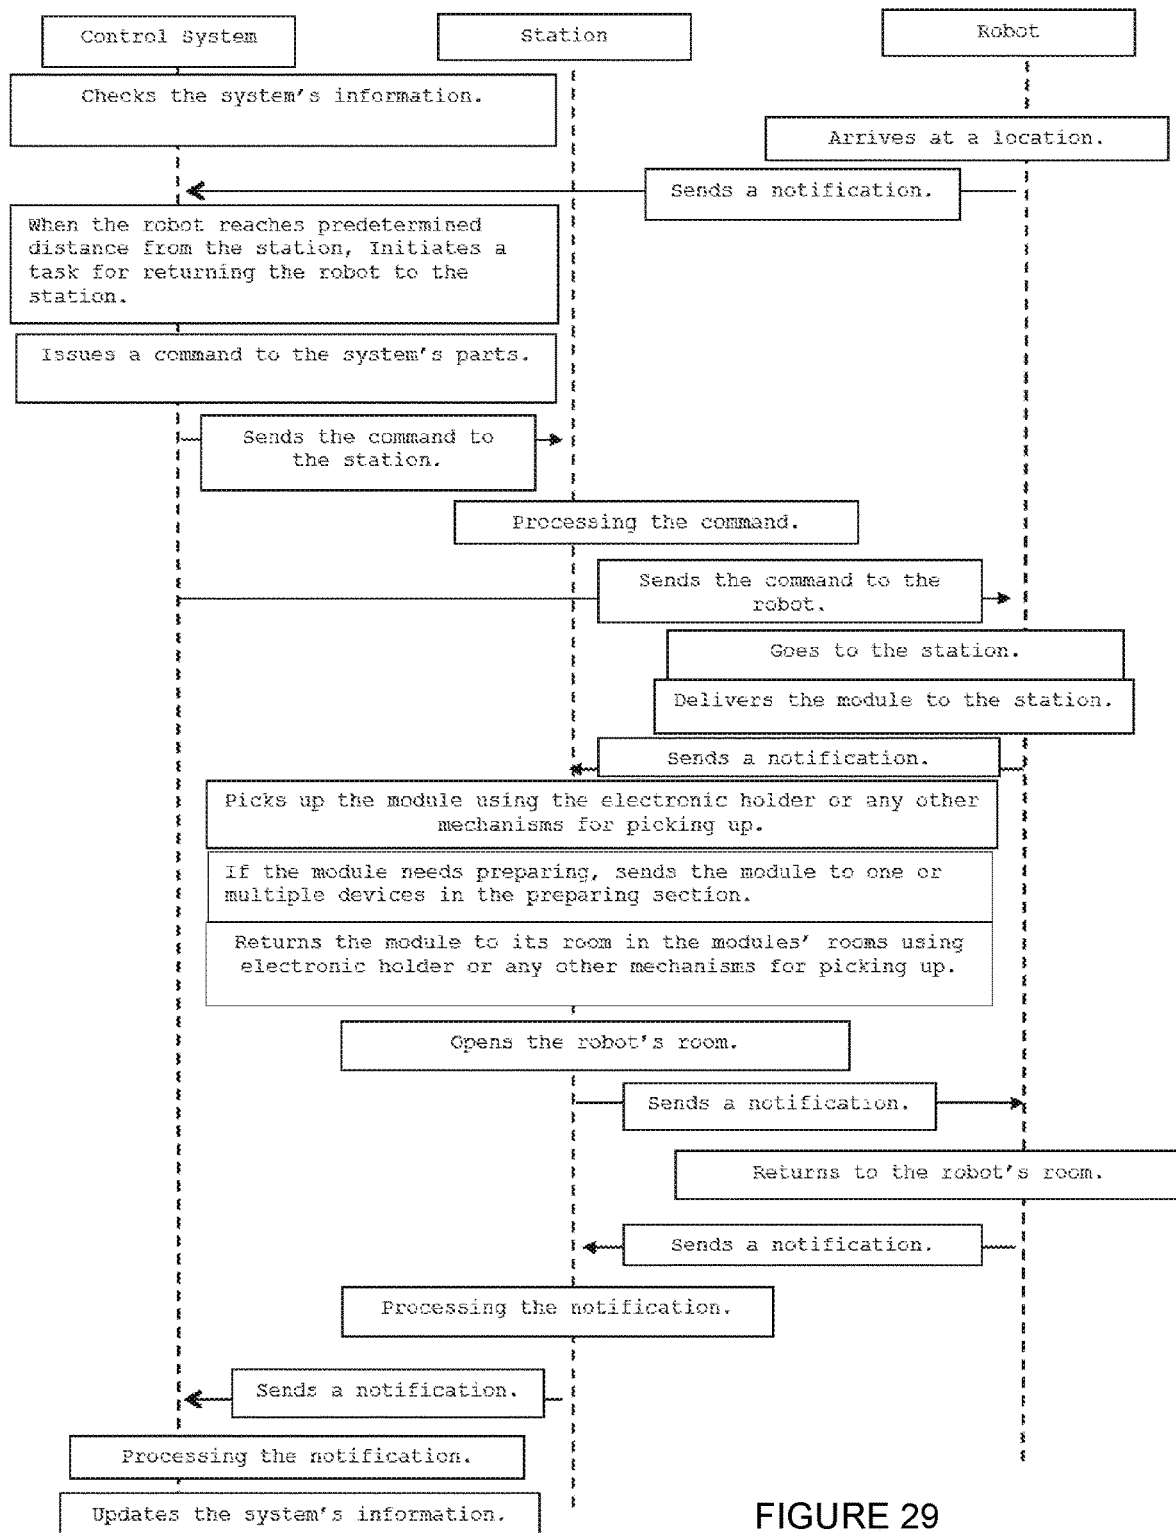 Control System
Station
Robot
Checks the system's information.
Arrives at a location.
Sends a notification.
When the robot reaches predetermined
distance from the station, Initiates a
task for returning the robot to the
station.
Issues a command to the system's parts.
Sends the command to
the station.
Processing the command.
Sends the command to the
robot.
Goes to the station.
Delivers the module to the station.
Sends a notification.
Picks up the module using the electronic holder or any other
mechanisms for picking up.
If the module needs preparing, sends the module to one or
multiple devices in the preparing section.
Returns the module to its room in the modules' rooms using
electronic holder or any other mechanisms for picking up.
Opens the robot's room.
Sends a notification.
Returns to the robot's room.
Sends a notification.
Processing the notification.
Sends a notification.
Processing the notification.
Updates the system's information.
FIGURE 29